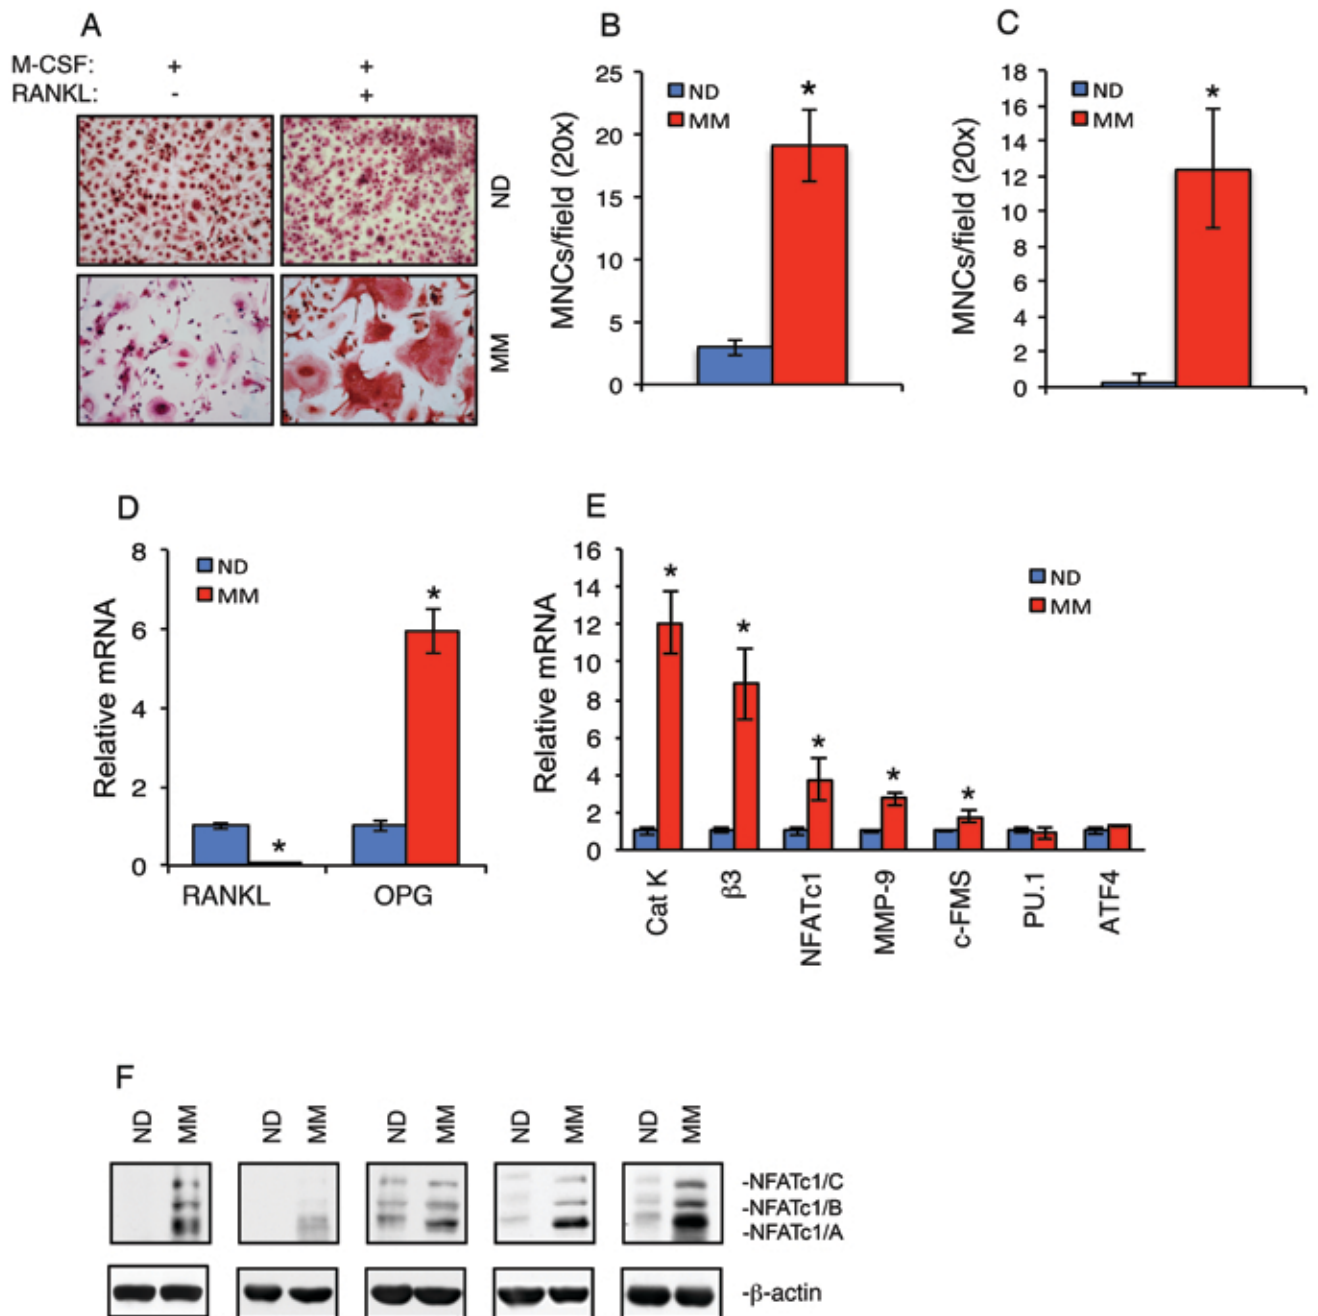 A
M-CSF: + +
RANKL: - +
ND
MM
B
MNCs/field (20x)
25
20
15
10
5
0
ND
MM
*
C
MNCs/field (20x)
18
16
14
12
10
8
6
4
2
0
ND
MM
*
D
Relative mRNA
8
6
4
2
0
ND
MM
*
*
RANKL OPG
E
Relative mRNA
16
14
12
10
8
6
4
2
0
ND
MM
*
*
*
*
*
Cat K
β3
NFATc1
MMP-9
c-FMS
PU.1
ATF4
F
ND MM ND MM ND MM ND MM ND MM
-NFATc1/C
-NFATc1/B
-NFATc1/A
-β-actin